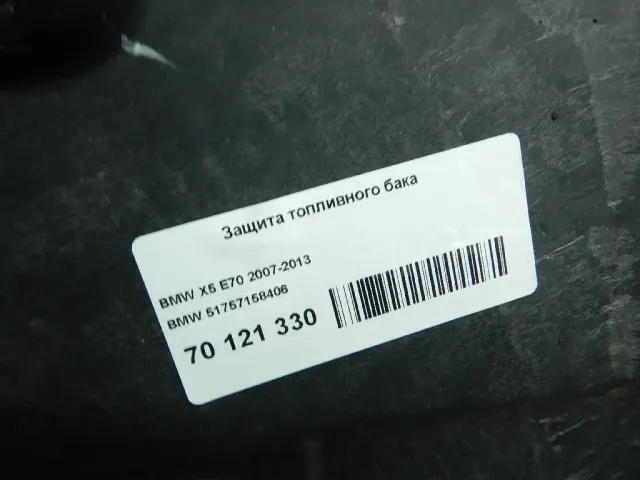 Защита топливного бака
BMW X5 E70 2007-2013
BMW 51757158406
70 121 330